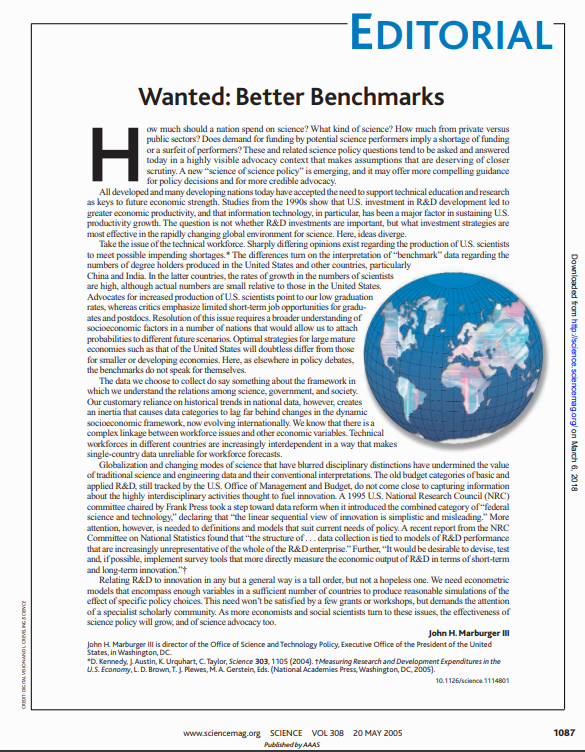 EDITORIAL
Wanted: Better Benchmarks
How much should a nation spend on science? What kind of science? How much from private versus
public sectors? Does demand for funding by potential science performers imply a shortage of funding
or a surfeit of performers? These and related science policy questions tend to be asked and answered
today in a highly visible advocacy context that makes assumptions that are deserving of closer
scrutiny. A new “science of science policy” is emerging, and it may offer more compelling guidance
for policy decisions and for more credible advocacy.
All developed and many developing nations today have accepted the need to support technical education and research
as keys to future economic strength. Studies from the 1990s show that U.S. investment in R&D development led to
greater economic productivity, and that information technology, in particular, has been a major factor in sustaining U.S.
productivity growth. The question is not whether R&D investments are important, but what investment strategies are
most effective in the rapidly changing global environment for science. Here, ideas diverge.
Take the issue of the technical workforce. Sharply differing opinions exist regarding the production of U.S. scientists
to meet possible impending shortages.* The differences turn on the interpretation of “benchmark” data regarding the
numbers of degree holders produced in the United States and other countries, particularly
China and India. In the latter countries, the rates of growth in the numbers of scientists
are high, although actual numbers are small relative to those in the United States.
Advocates for increased production of U.S. scientists point to our low graduation
rates, whereas critics emphasize limited short-term job opportunities for gradu-
ates and postdocs. Resolution of this issue requires a broader understanding of
socioeconomic factors in a number of nations that would allow us to attach
probabilities to different future scenarios. Optimal strategies for large mature
economies such as that of the United States will doubtless differ from those
for smaller or developing economies. Here, as elsewhere in policy debates,
the benchmarks do not speak for themselves.
The data we choose to collect do say something about the framework in
which we understand the relations among science, government, and society.
Our customary reliance on historical trends in national data, however, creates
an inertia that causes data categories to lag far behind changes in the dynamic
socioeconomic framework, now evolving internationally. We know that there is a
complex linkage between workforce issues and other economic variables. Technical
workforces in different countries are increasingly interdependent in a way that makes
single-country data unreliable for workforce forecasts.
Globalization and changing modes of science that have blurred disciplinary distinctions have undermined the value
of traditional science and engineering data and their conventional interpretations. The old budget categories of basic and
applied R&D, still tracked by the U.S. Office of Management and Budget, do not come close to capturing information
about the highly interdisciplinary activities thought to fuel innovation. A 1995 U.S. National Research Council (NRC)
committee chaired by Frank Press took a step toward data reform when it introduced the combined category of “federal
science and technology,” declaring that “the linear sequential view of innovation is simplistic and misleading.” More
attention, however, is needed to definitions and models that suit current needs of policy. A recent report from the NRC
Committee on National Statistics found that “the structure of . . . data collection is tied to models of R&D performance
that are increasingly unrepresentative of the whole of the R&D enterprise.” Further, “It would be desirable to devise, test
and, if possible, implement survey tools that more directly measure the economic output of R&D in terms of short-term
and long-term innovation.”†
Relating R&D to innovation in any but a general way is a tall order, but not a hopeless one. We need econometric
models that encompass enough variables in a sufficient number of countries to produce reasonable simulations of the
effect of specific policy choices. This need won’t be satisfied by a few grants or workshops, but demands the attention
of a specialist scholarly community. As more economists and social scientists turn to these issues, the effectiveness of
science policy will grow, and of science advocacy too.
John H. Marburger III
John H. Marburger III is director of the Office of Science and Technology Policy, Executive Office of the President of the United
States, in Washington, DC.
*D. Kennedy, J. Austin, K. Urquhart, C. Taylor, Science 303, 1105 (2004). †Measuring Research and Development Expenditures in the
U.S. Economy, L. D. Brown, T. J. Plewes, M. A. Gerstein, Eds. (National Academies Press, Washington, DC, 2005).
10.1126/science.1114801
www.sciencemag.org SCIENCE VOL 308 20 MAY 2005 1087
Published by AAAS
Downloaded from http://science.sciencemag.org/ on March 6, 2018